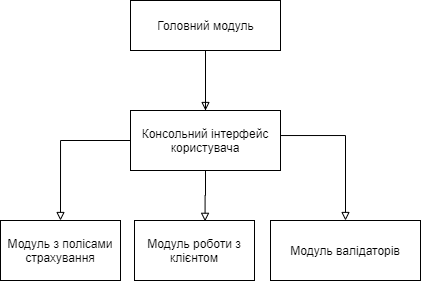 Головний модуль
Консольний інтерфейс
користувача
Модуль з полісами
страхування
Модуль роботи з
клієнтом
Модуль валідаторів